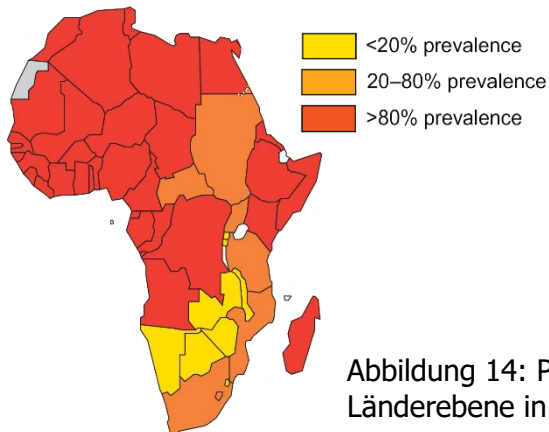 <20% prevalence
20–80% prevalence
>80% prevalence
Abbildung 14: P
Länderebene in